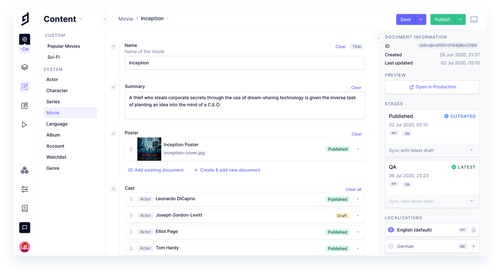 Content
CUSTOM
Popular Movies
Sci-Fi
SYSTEM
Actor
Character
Series
Movie
Language
Album
Account
Watchlist
Genre
Movie
Inception
Save
Publish
Name
Name of the movie
Clear
Title
Inception
Summary
Clear
A thief who steals corporate secrets through the use of dream-sharing technology is given the inverse task
of planting an idea into the mind of a C.E.O.
Poster
Clear
Inception Poster
inception-cover.jpg
Published
Add existing document
+ Create & add new document
Cast
Clear all
Actor Leonardo DiCaprio Published
Actor Joseph Gordon-Levitt Draft
Actor Elliot Page Published
Actor Tom Hardy Published
DOCUMENT INFORMATION
ID
Created 29 Jun 2020, 21:37
Last updated 02 Jul 2020, 05:10
PREVIEW
Open in Production
STAGES
Published OUTDATED
02 Jul 2020, 05:10
en de
Sync with latest draft
QA LATEST
06 Jul 2020, 23:23
en de
Sync with latest draft
LOCALIZATIONS
English (default) en
German de